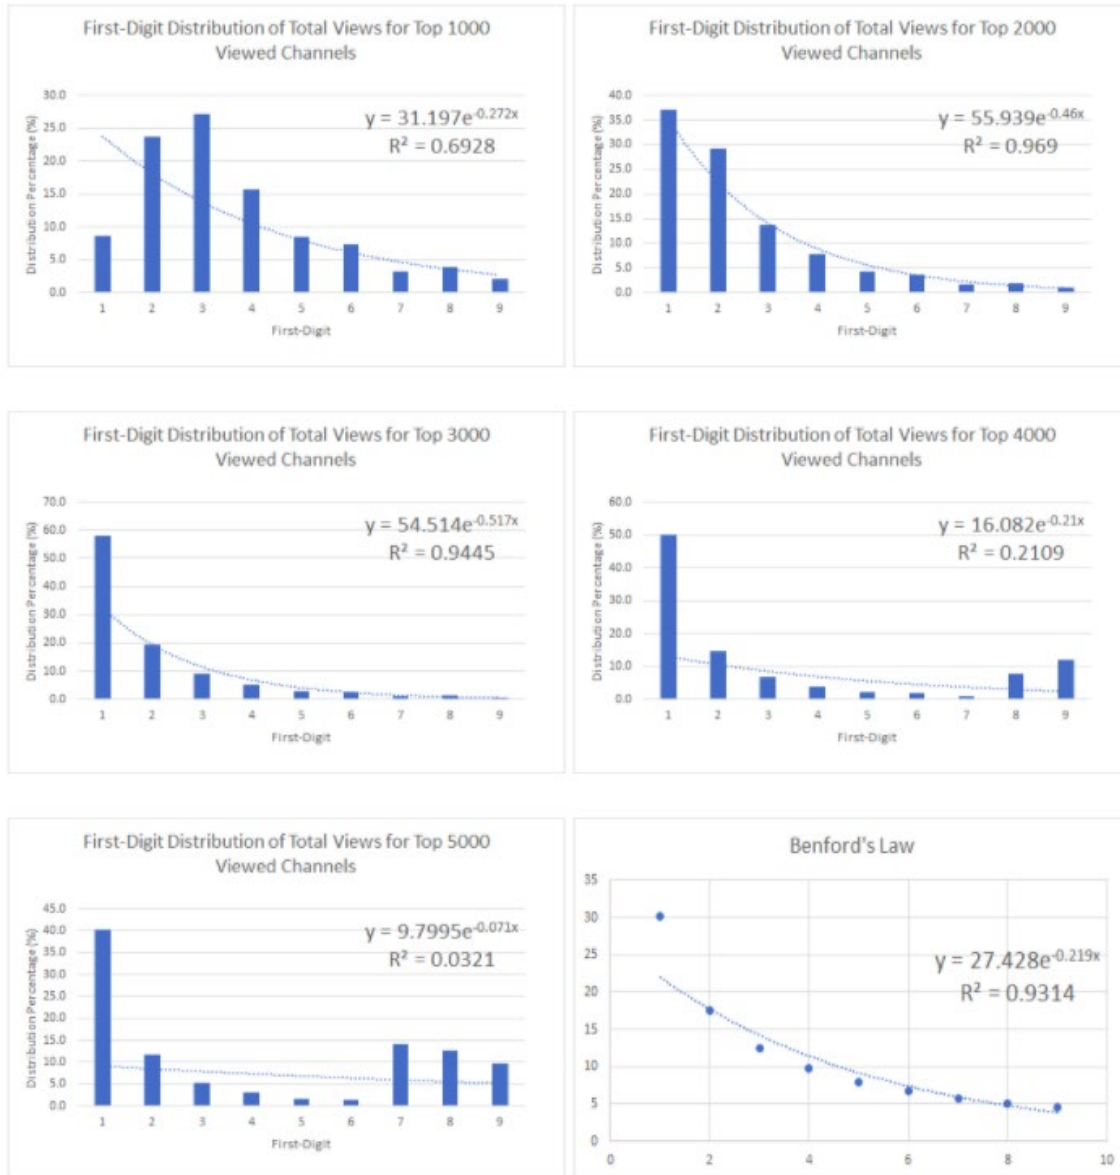 First-Digit Distribution of Total Views for Top 1000
Viewed Channels
30.0
25.0
20.0
15.0
10.0
5.0
0.0
Distribution Percentage (%)
y = 31.197e^-0.272x
R² = 0.6928
1 2 3 4 5 6 7 8 9
First-Digit
First-Digit Distribution of Total Views for Top 2000
Viewed Channels
40.0
35.0
30.0
25.0
20.0
15.0
10.0
5.0
0.0
Distribution Percentage (%)
y = 55.939e^-0.46x
R² = 0.969
1 2 3 4 5 6 7 8 9
First-Digit
First-Digit Distribution of Total Views for Top 3000
Viewed Channels
70.0
60.0
50.0
40.0
30.0
20.0
10.0
0.0
Distribution Percentage (%)
y = 54.514e^-0.517x
R² = 0.9445
1 2 3 4 5 6 7 8 9
First-Digit
First-Digit Distribution of Total Views for Top 4000
Viewed Channels
60.0
50.0
40.0
30.0
20.0
10.0
0.0
Distribution Percentage (%)
y = 16.082e^-0.21x
R² = 0.2109
1 2 3 4 5 6 7 8 9
First-Digit
First-Digit Distribution of Total Views for Top 5000
Viewed Channels
45.0
40.0
35.0
30.0
25.0
20.0
15.0
10.0
5.0
0.0
Distribution Percentage (%)
y = 9.7995e^-0.071x
R² = 0.0321
1 2 3 4 5 6 7 8 9
First-Digit
Benford's Law
35
30
25
20
15
10
5
0
y = 27.428e^-0.219x
R² = 0.9314
0 2 4 6 8 10